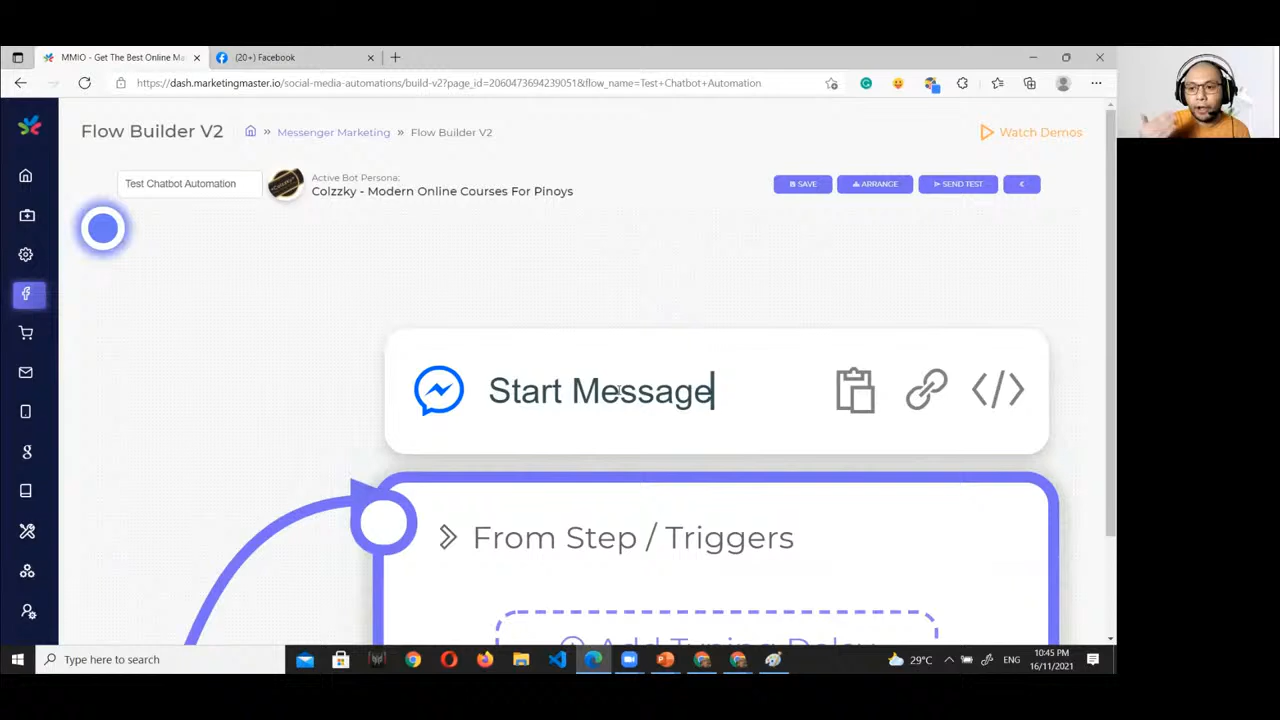 MMIO - Get The Best Online Ma
(20+) Facebook
https://dash.marketingmaster.io/social-media-automations/build-v2?page_id=2060473694239051&flow_name=Test+Chatbot+Automation
Flow Builder V2
» Messenger Marketing » Flow Builder V2
Watch Demos
Test Chatbot Automation
Active Bot Persona:
Colzzky - Modern Online Courses For Pinoys
SAVE
ARRANGE
SEND TEST
Start Message
From Step / Triggers
Add Typing Delay
Type here to search
29°C
ENG
10:45 PM
16/11/2021